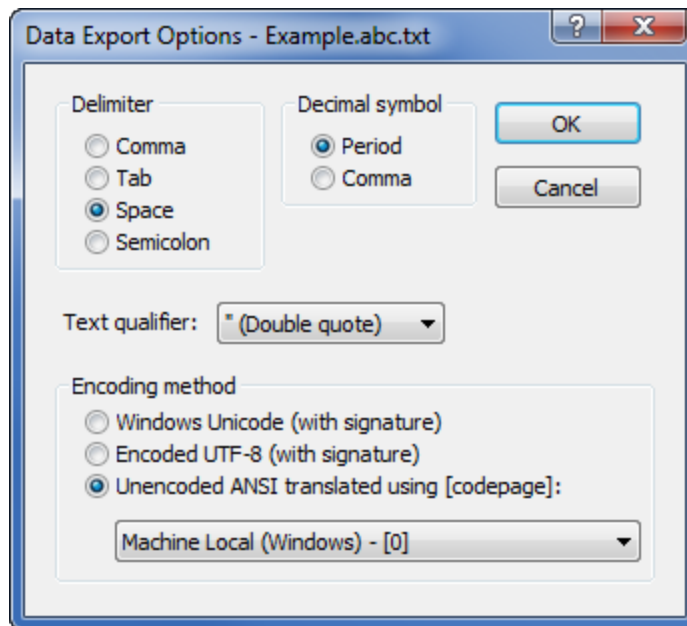 Data Export Options - Example.abc.txt
?
X
Delimiter
Comma
Tab
Space
Semicolon
Decimal symbol
Period
Comma
OK
Cancel
Text qualifier: " (Double quote)
Encoding method
Windows Unicode (with signature)
Encoded UTF-8 (with signature)
Unencoded ANSI translated using [codepage]:
Machine Local (Windows) - [0]